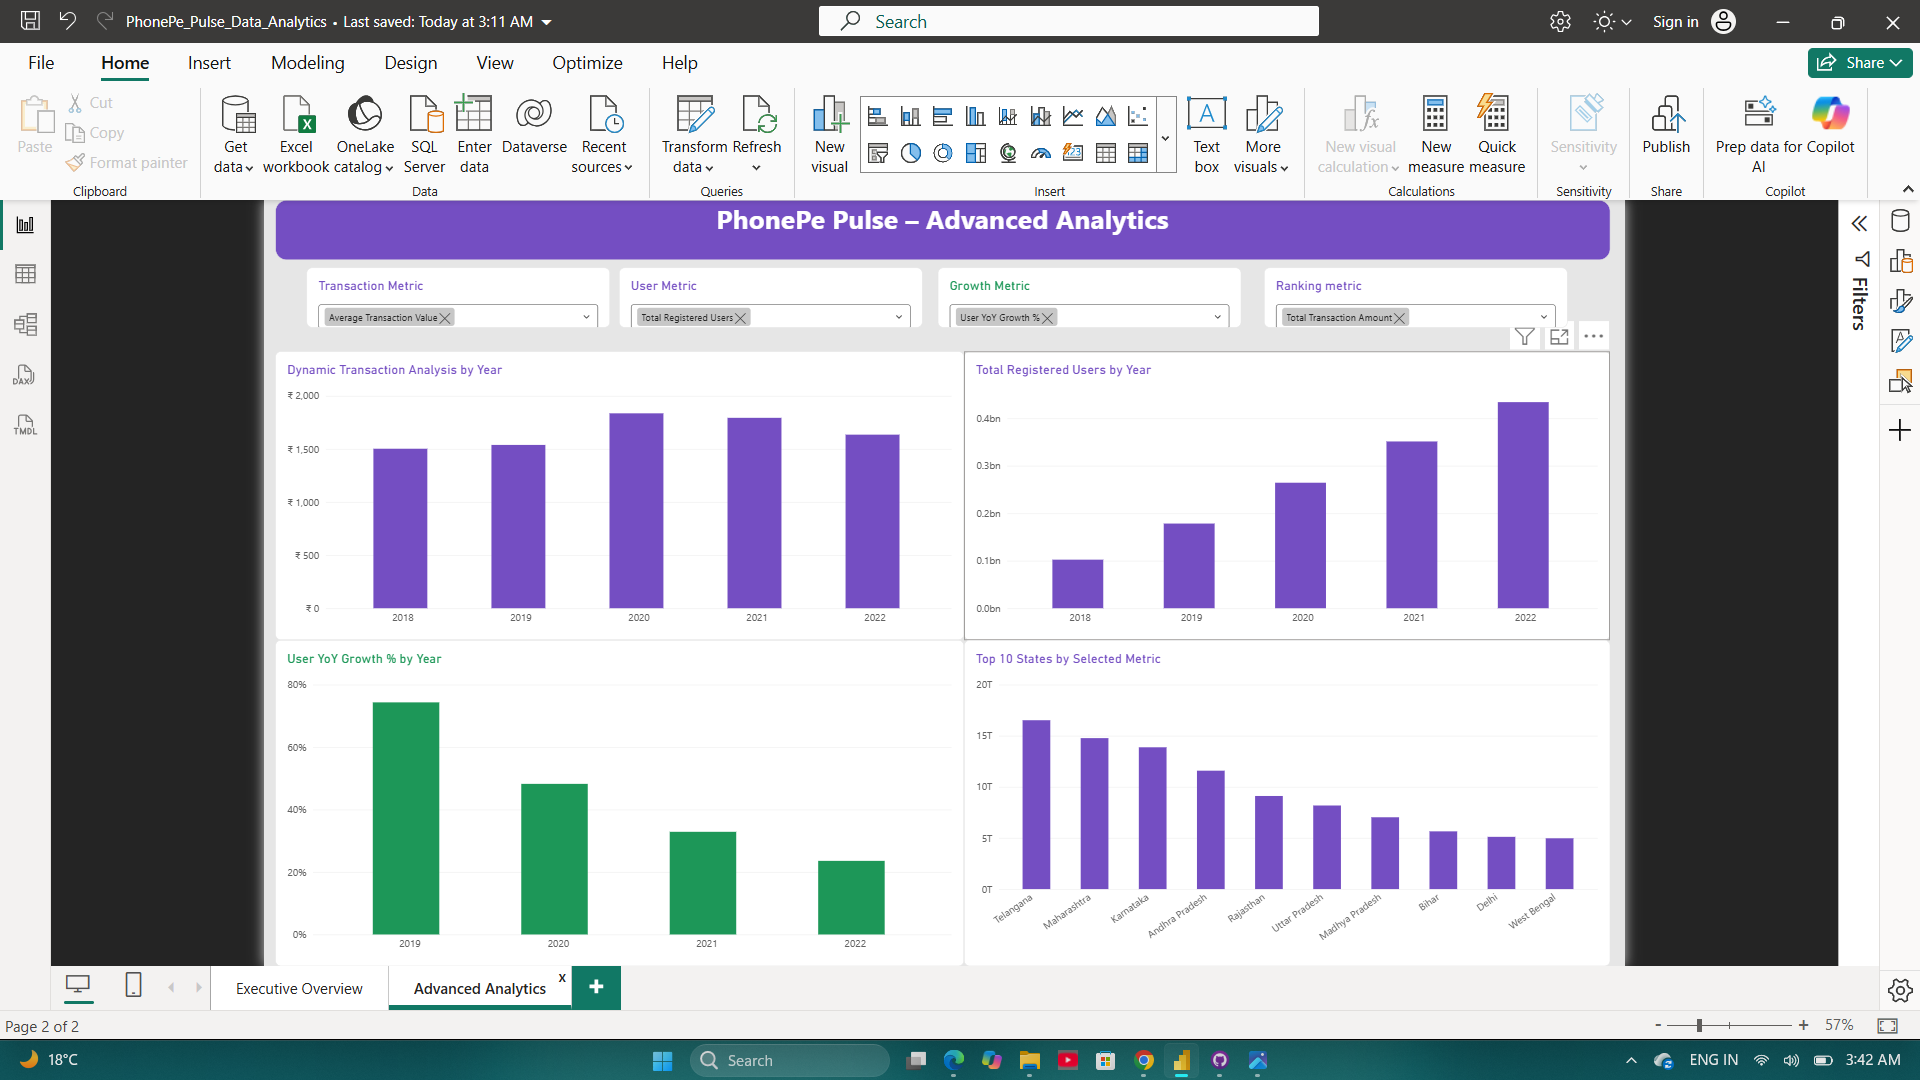 PhonePe_Pulse_Data_Analytics • Last saved: Today at 3:11 AM
Search
Sign in
File Home Insert Modeling Design View Optimize Help
Share
Paste
Cut
Copy
Format painter
Clipboard
Get data
Excel workbook
OneLake catalog
SQL Server
Enter data
Dataverse
Recent sources
Data
Transform data
Refresh
Queries
New visual
Text box
More visuals
Insert
New visual calculation
New measure
Quick measure
Calculations
Sensitivity
Sensitivity
Publish
Share
Prep data for AI
Copilot
Copilot
DAX
TMDL
PhonePe Pulse – Advanced Analytics
Transaction Metric
Average Transaction Value
User Metric
Total Registered Users
Growth Metric
User YoY Growth %
Ranking metric
Total Transaction Amount
Filters
Dynamic Transaction Analysis by Year
₹ 2,000
₹ 1,500
₹ 1,000
₹ 500
₹ 0
2018 2019 2020 2021 2022
Total Registered Users by Year
0.4bn
0.3bn
0.2bn
0.1bn
0.0bn
2018 2019 2020 2021 2022
User YoY Growth % by Year
80%
60%
40%
20%
0%
2019 2020 2021 2022
Top 10 States by Selected Metric
20T
15T
10T
5T
0T
Telangana Maharashtra Karnataka Andhra Pradesh Rajasthan Uttar Pradesh Madhya Pradesh Bihar Delhi West Bengal
Executive Overview
Advanced Analytics
x
Page 2 of 2
- + 57%
18°C
Search
ENG IN
3:42 AM